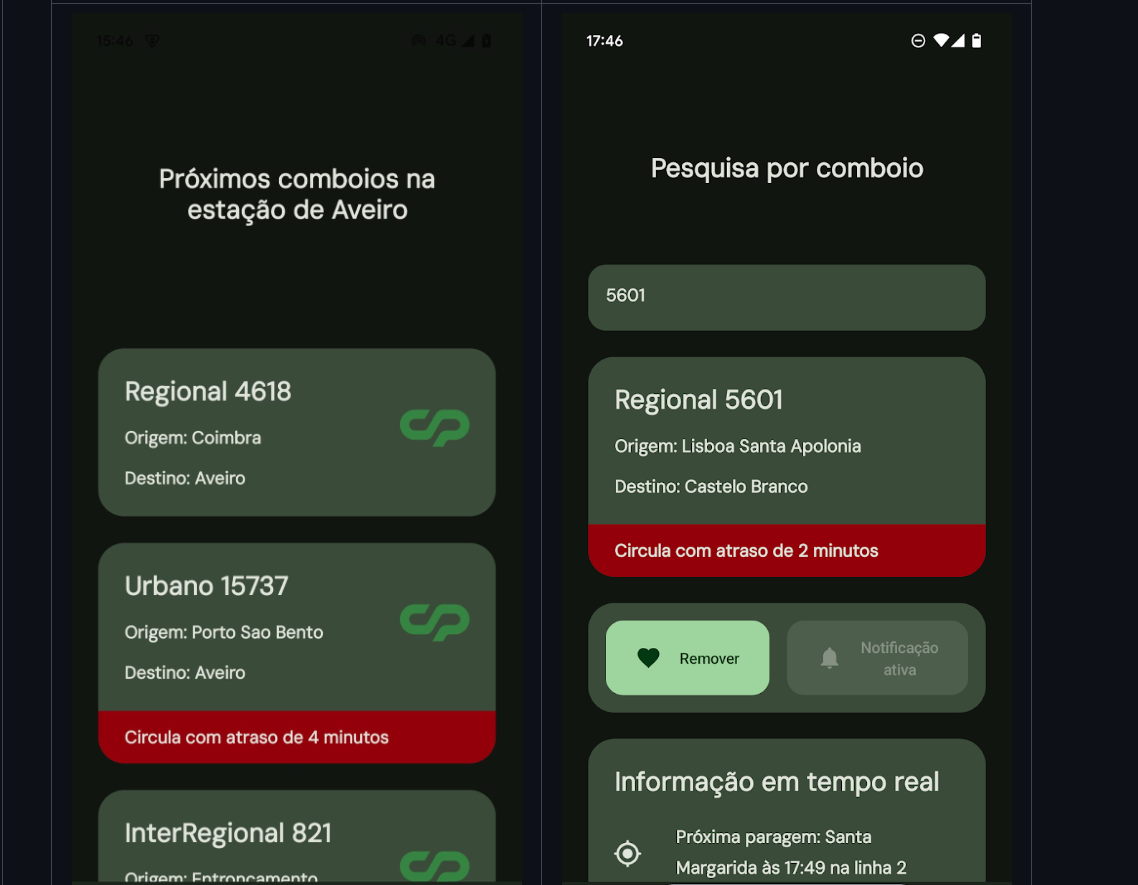 15:46
4G
Próximos comboios na
estação de Aveiro
Regional 4618
Origem: Coimbra
Destino: Aveiro
Urbano 15737
Origem: Porto Sao Bento
Destino: Aveiro
Circula com atraso de 4 minutos
InterRegional 821
Origem: Entroncamento
17:46
Pesquisa por comboio
5601
Regional 5601
Origem: Lisboa Santa Apolonia
Destino: Castelo Branco
Circula com atraso de 2 minutos
Remover
Notificação
ativa
Informação em tempo real
Próxima paragem: Santa
Margarida às 17:49 na linha 2